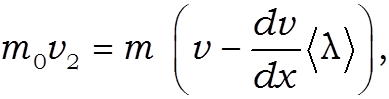 m₀v₂ = m (v − dv/dx ⟨λ⟩),